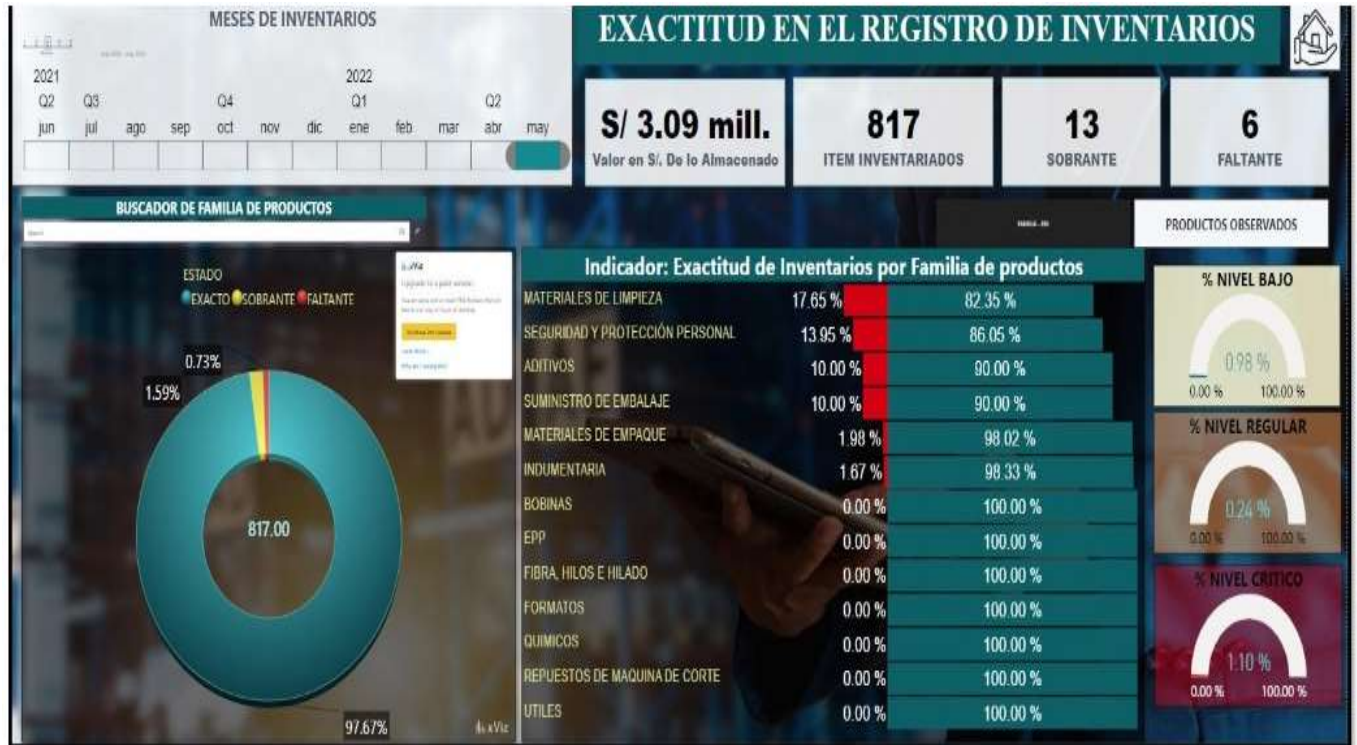 MESES DE INVENTARIOS
2021 2022
Q2 Q3 Q4 Q1 Q2
jun jul ago sep oct nov dic ene feb mar abr may
EXACTITUD EN EL REGISTRO DE INVENTARIOS
S/ 3.09 mill.
Valor en S/. De lo Almacenado
817
ITEM INVENTARIADOS
13
SOBRANTE
6
FALTANTE
BUSCADOR DE FAMILIA DE PRODUCTOS
Search
PRODUCTOS OBSERVADOS
ESTADO
EXACTO SOBRANTE FALTANTE
0.73%
1.59%
817.00
97.67%
xViz
Indicador: Exactitud de Inventarios por Familia de productos
MATERIALES DE LIMPIEZA 17.65 % 82.35 %
SEGURIDAD Y PROTECCIÓN PERSONAL 13.95 % 86.05 %
ADITIVOS 10.00 % 90.00 %
SUMINISTRO DE EMBALAJE 10.00 % 90.00 %
MATERIALES DE EMPAQUE 1.98 % 98.02 %
INDUMENTARIA 1.67 % 98.33 %
BOBINAS 0.00 % 100.00 %
EPP 0.00 % 100.00 %
FIBRA, HILOS E HILADO 0.00 % 100.00 %
FORMATOS 0.00 % 100.00 %
QUIMICOS 0.00 % 100.00 %
REPUESTOS DE MAQUINA DE CORTE 0.00 % 100.00 %
UTILES 0.00 % 100.00 %
% NIVEL BAJO
0.98 %
0.00 % 100.00 %
% NIVEL REGULAR
0.24 %
0.00 % 100.00 %
% NIVEL CRITICO
1.10 %
0.00 % 100.00 %